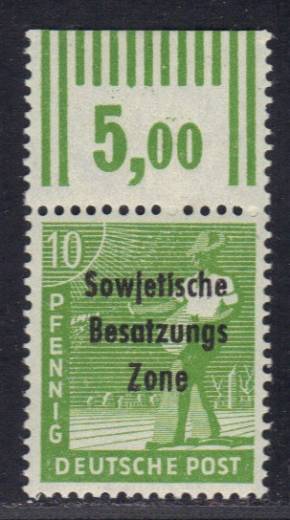 5,00
10
PFENNIG
Sowjetische
Besatzungs
Zone
DEUTSCHE POST